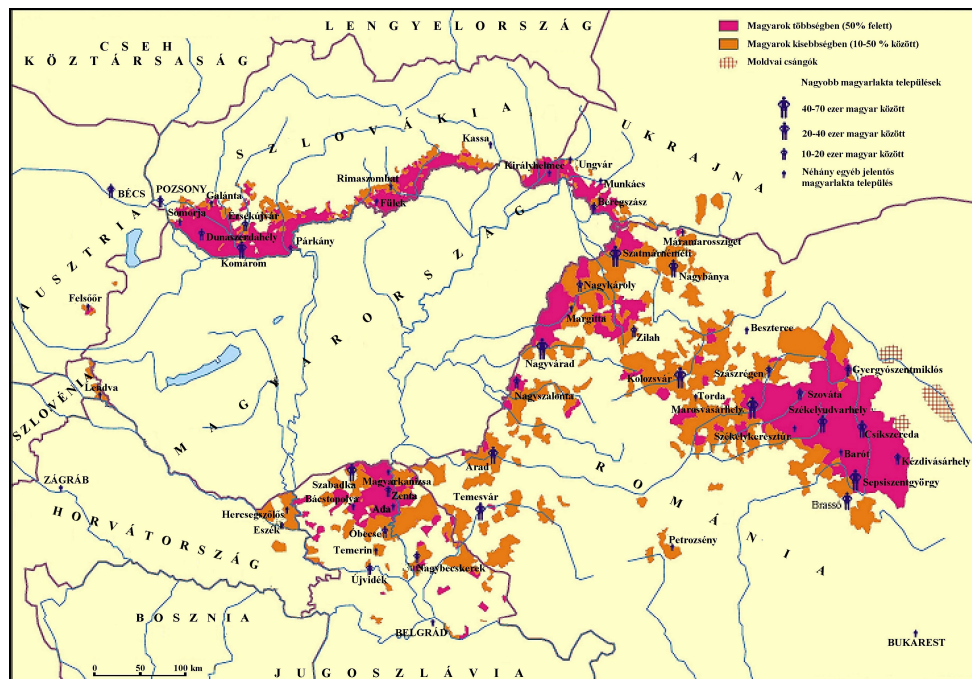 LENGYELORSZÁG
CSEH
KÖZTÁRSASÁG
Magyarok többségben (50% felett)
Magyarok kisebbségben (10-50 % között)
Moldvai csángók
Nagyobb magyarlakta települések
40-70 ezer magyar között
20-40 ezer magyar között
10-20 ezer magyar között
Néhány egyéb jelentős
magyarlakta település
SZLOVÁKIA
UKRAJNA
AUSZTRIA
SZLOVÉNIA
MAGYARORSZÁG
ROMÁNIA
HORVÁTORSZÁG
BOSZNIA
JUGOSZLÁVIA
BÉCS
POZSONY
Galánta
Somorja
Érsekújvár
Dunaszerdahely
Komárom
Párkány
Rimaszombat
Fülek
Kassa
Királyhelmec
Ungvár
Munkács
Beregszász
Máramarossziget
Szatmárnémeti
Nagybánya
Nagykároly
Margitta
Zilah
Beszterce
Nagyvárad
Kolozsvár
Szászrégen
Gyergyószentmiklós
Nagyszalonta
Torda
Szováta
Marosvásárhely
Székelyudvarhely
Székelykeresztúr
Csíkszereda
Barót
Kézdivásárhely
Sepsiszentgyörgy
Brassó
Felsőőr
Lendva
ZÁGRÁB
Arad
Temesvár
Petrozsény
Szabadka
Magyarkanizsa
Bácstopolya
Zenta
Ada
Hercegszőlős
Eszék
Óbecse
Temerin
Nagybecskerek
Újvidék
BELGRÁD
BUKAREST
0 50 100 km